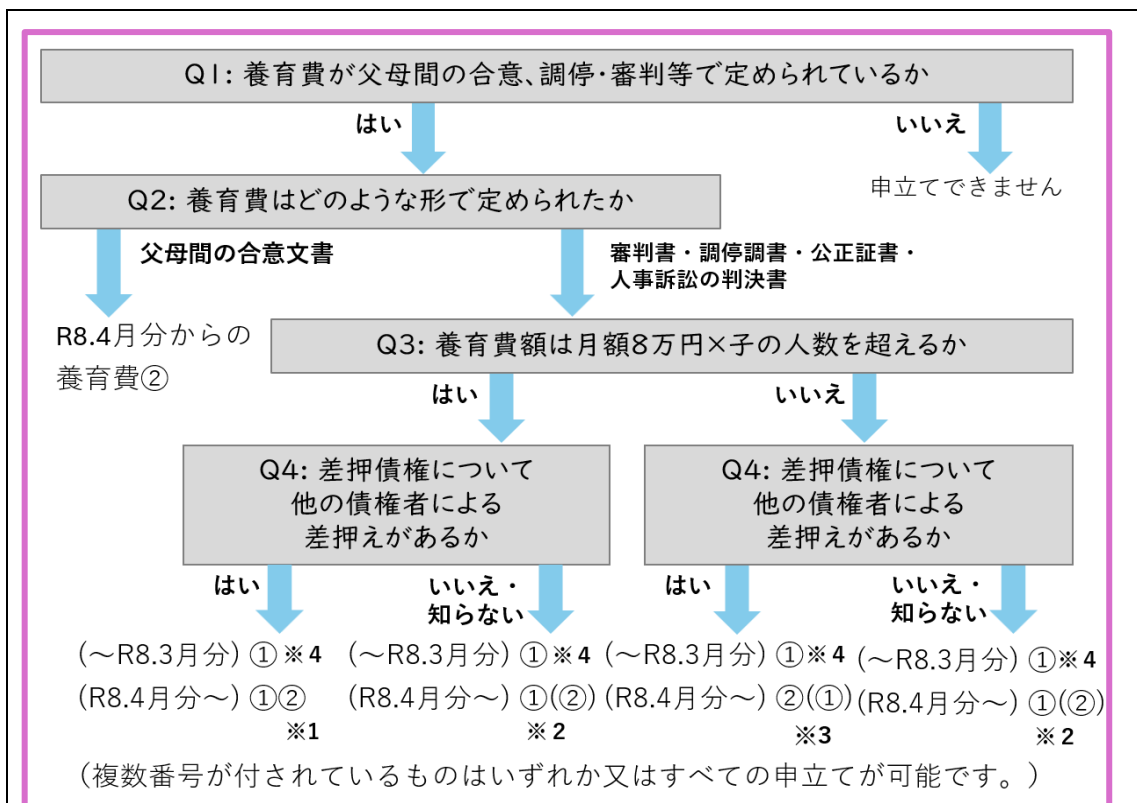 Q1: 養育費が父母間の合意、調停・審判等で定められているか
はい
いいえ
申立てできません
Q2: 養育費はどのような形で定められたか
父母間の合意文書
審判書・調停調書・公正証書・
人事訴訟の判決書
R8.4月分からの
養育費②
Q3: 養育費額は月額8万円×子の人数を超えるか
はい
いいえ
Q4: 差押債権について
他の債権者による
差押えがあるか
Q4: 差押債権について
他の債権者による
差押えがあるか
はい
いいえ・
知らない
はい
いいえ・
知らない
(～R8.3月分) ①※4
(R8.4月分～) ①②
※1
(～R8.3月分) ①※4
(R8.4月分～) ①(②)
※2
(～R8.3月分) ①※4
(R8.4月分～) ②(①)
※3
(～R8.3月分) ①※4
(R8.4月分～) ①(②)
※2
(複数番号が付されているものはいずれか又はすべての申立てが可能です。)